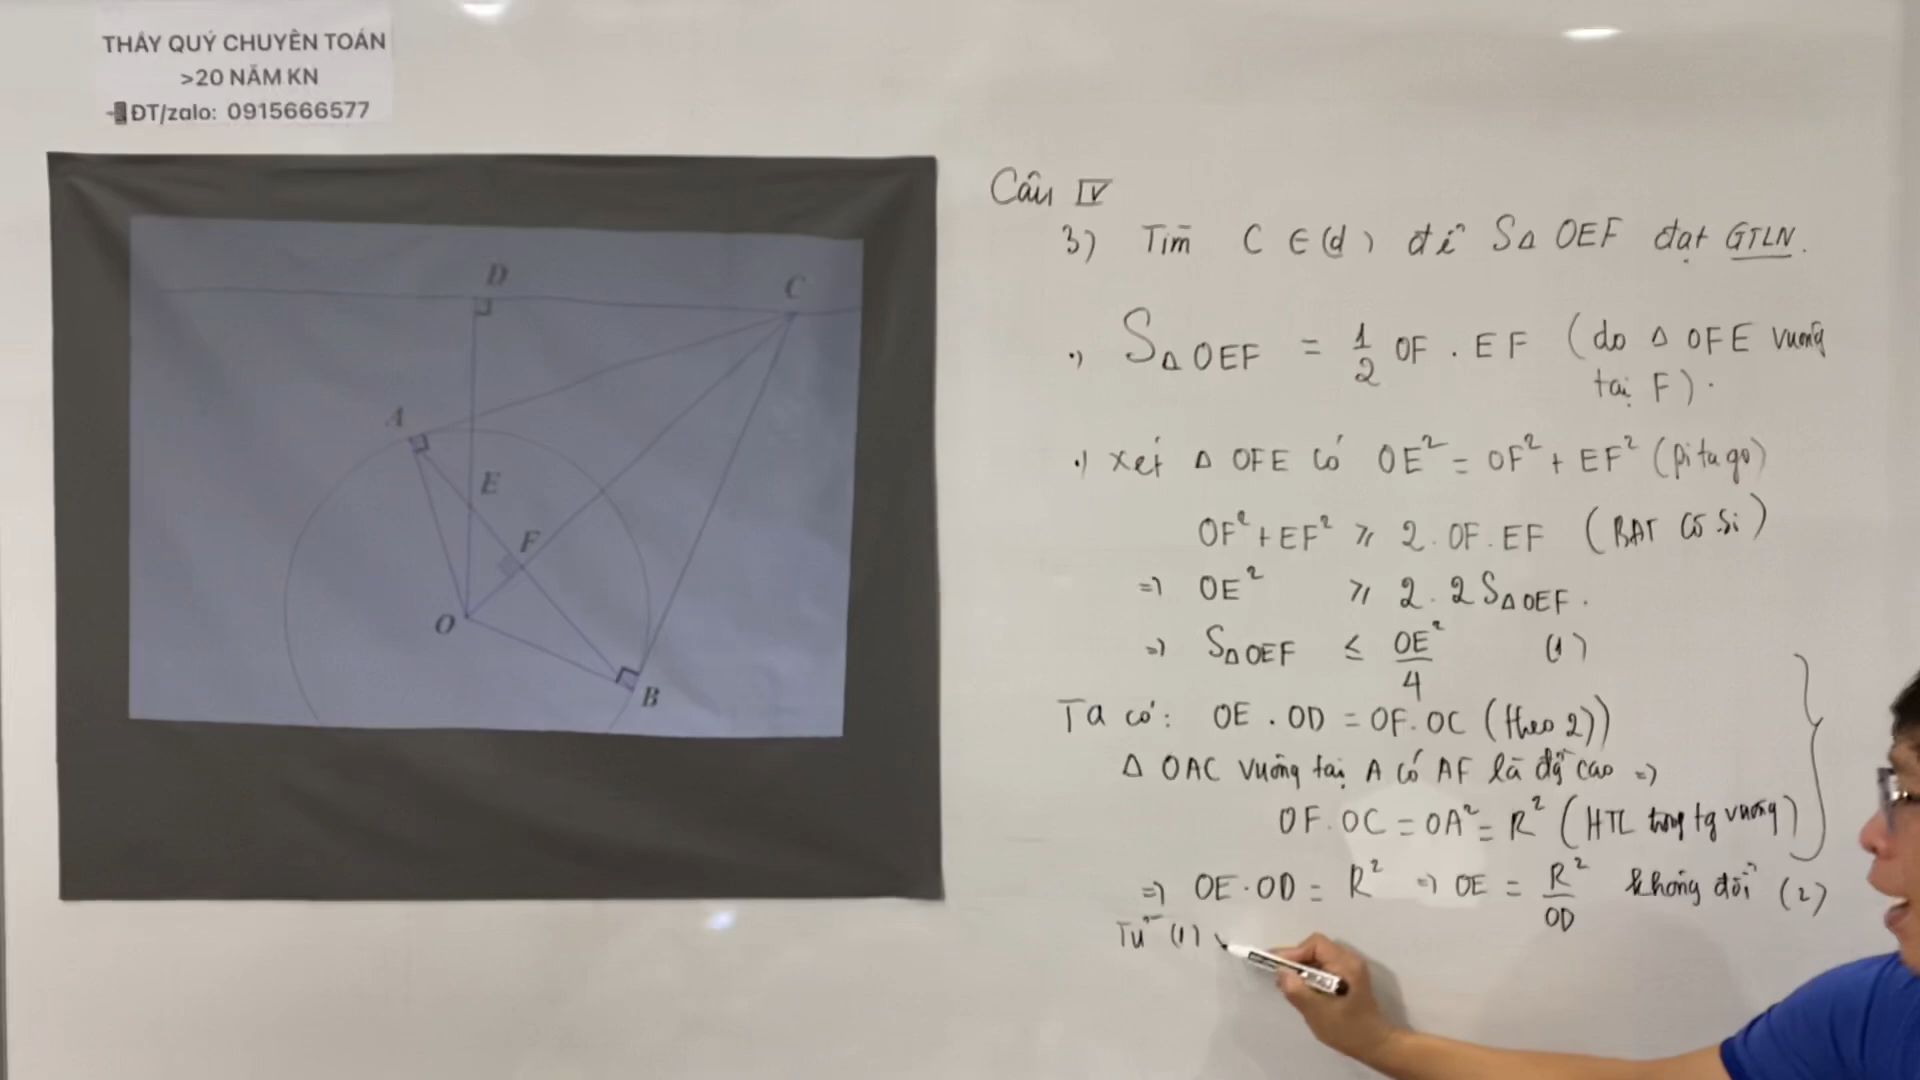 THẦY QUÝ CHUYÊN TOÁN
>20 NĂM KN
ĐT/zalo: 0915666577
D
C
A
E
F
O
B
Câu IV
3) Tìm C ∈ (d) để S△ OEF đạt GTLN.
S△OEF = 1/2 OF . EF (do △ OFE vuông
tại F).
Xét △ OFE có OE² = OF² + EF² (pitago)
OF² + EF² ⩾ 2. OF. EF (BĐT Cô si)
=> OE² ⩾ 2. 2S△OEF.
=> S△OEF ≤ OE²/4 (1)
Ta có: OE . OD = OF. OC (theo 2))
△ OAC vuông tại A có AF là đg cao =>
OF. OC = OA² = R² (HTL trong tg vuông)
=> OE. OD = R² => OE = R²/OD không đổi (2)
Từ (1) v